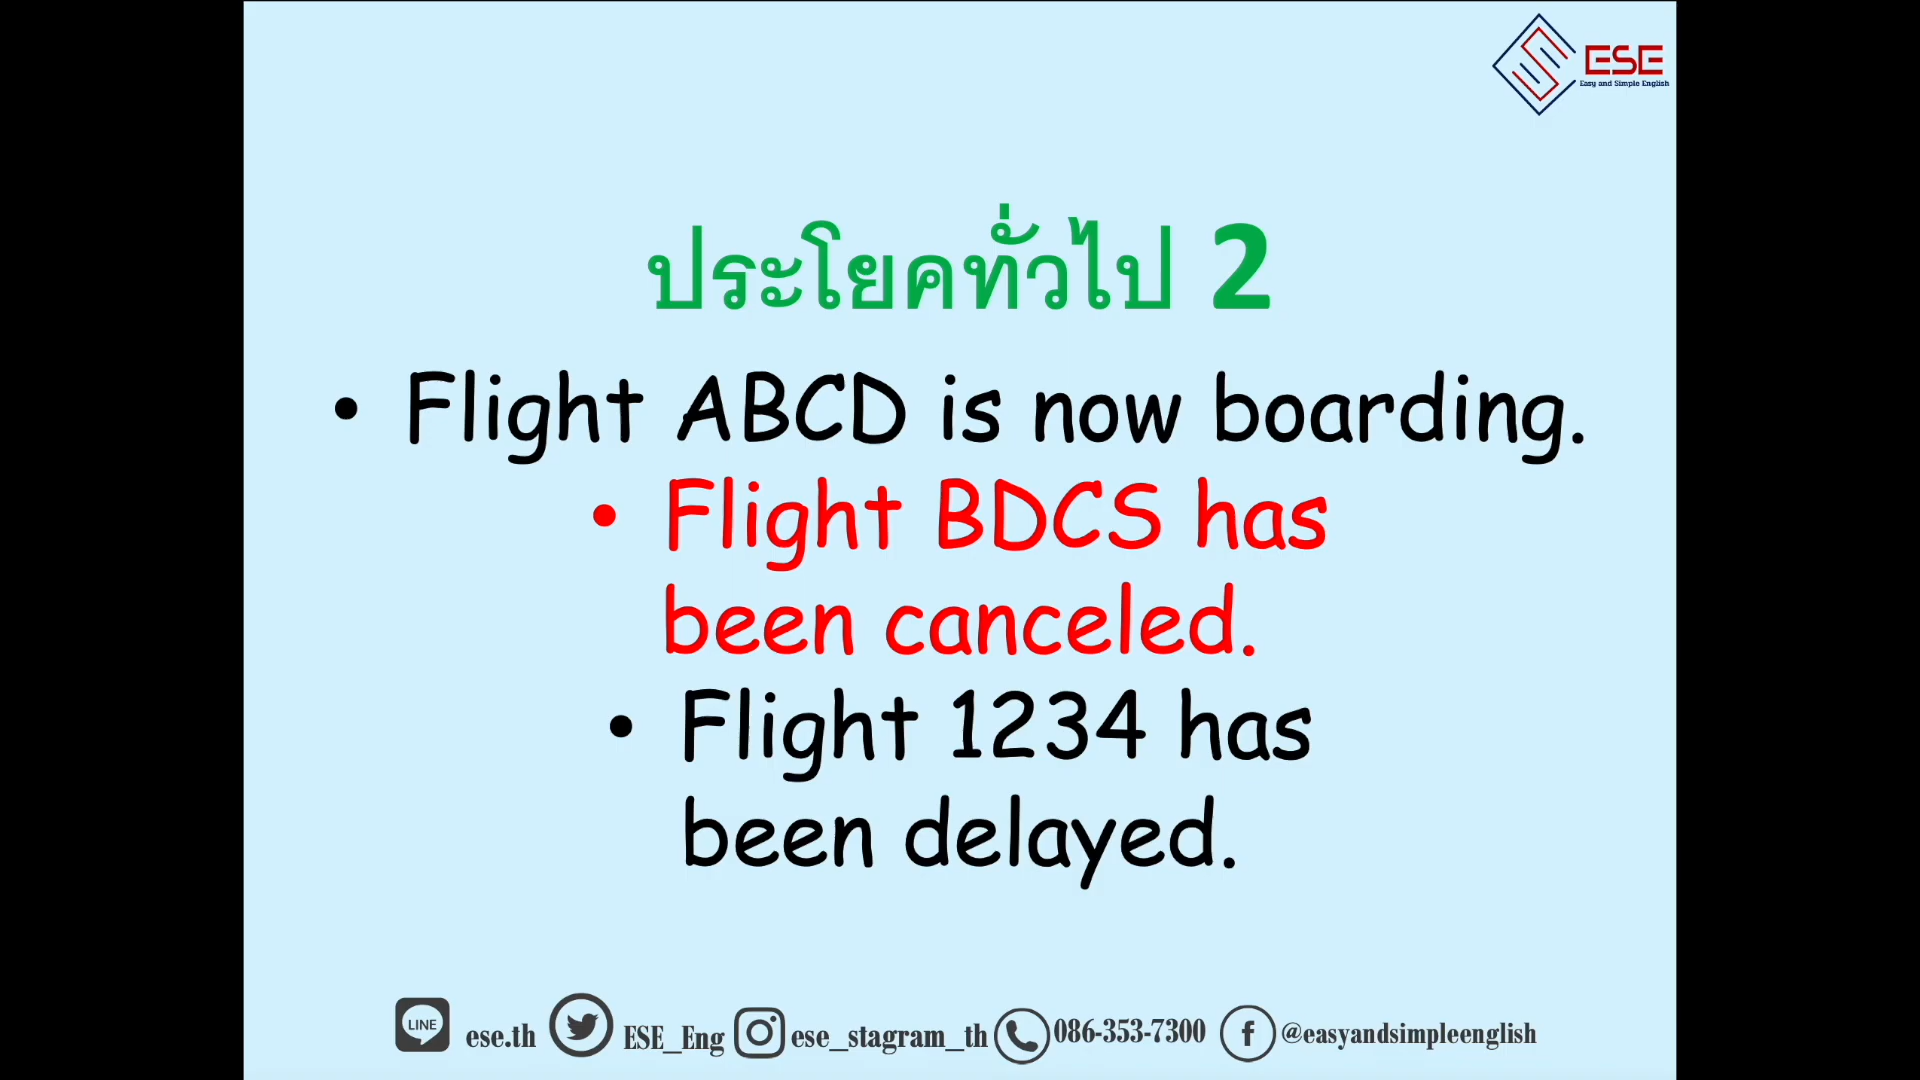 ESE
Easy and Simple English
ประโยคทั่วไป 2
• Flight ABCD is now boarding.
• Flight BDCS has
been canceled.
• Flight 1234 has
been delayed.
LINE ese.th ESE_Eng ese_stagram_th 086-353-7300 @easyandsimpleenglish